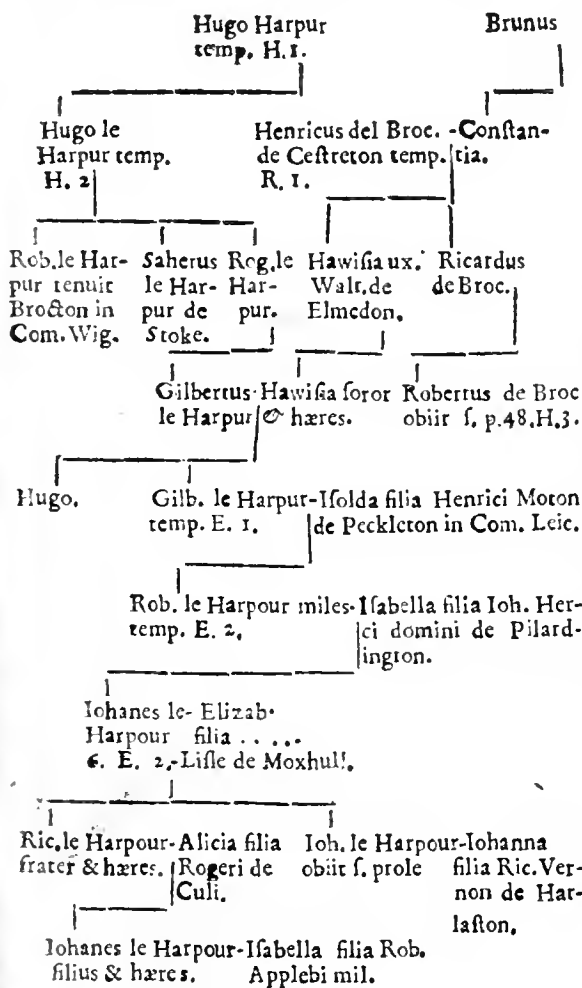 Hugo Harpur Brunus
temp. H. 1.
Hugo le Henricus del Broc. -Conſtan-
Harpur temp. de Ceſtreton temp. tia.
H. 2 R. 1.
Rob. le Har- Saherus Rog. le Hawiſia ux. Ricardus
pur tenuit le Har- Har- Walt. de de Broc.
Brocton in pur de pur. Elmedon.
Com. Wig. Stoke.
Gilbertus-Hawiſia ſoror Robertus de Broc
le Harpur & hæres. obiit ſ. p. 48. H. 3.
Hugo. Gilb. le Harpur-Iſolda filia Henrici Moton
temp. E. 1. de Peckleton in Com. Leic.
Rob. le Harpour miles-Iſabella filia Ioh. Her-
temp. E. 2. ci domini de Pilard-
ington.
Iohanes le- Elizab.
Harpour filia . . . . .
6. E. 2.-Liſle de Moxhull.
Ric. le Harpour-Alicia filia Ioh. le Harpour-Iohanna
frater & hæres. Rogeri de obiit ſ. prole filia Ric. Ver-
Culi. non de Har-
laſton.
Iohanes le Harpour-Iſabella filia Rob.
filius & hæres. Applebi mil.